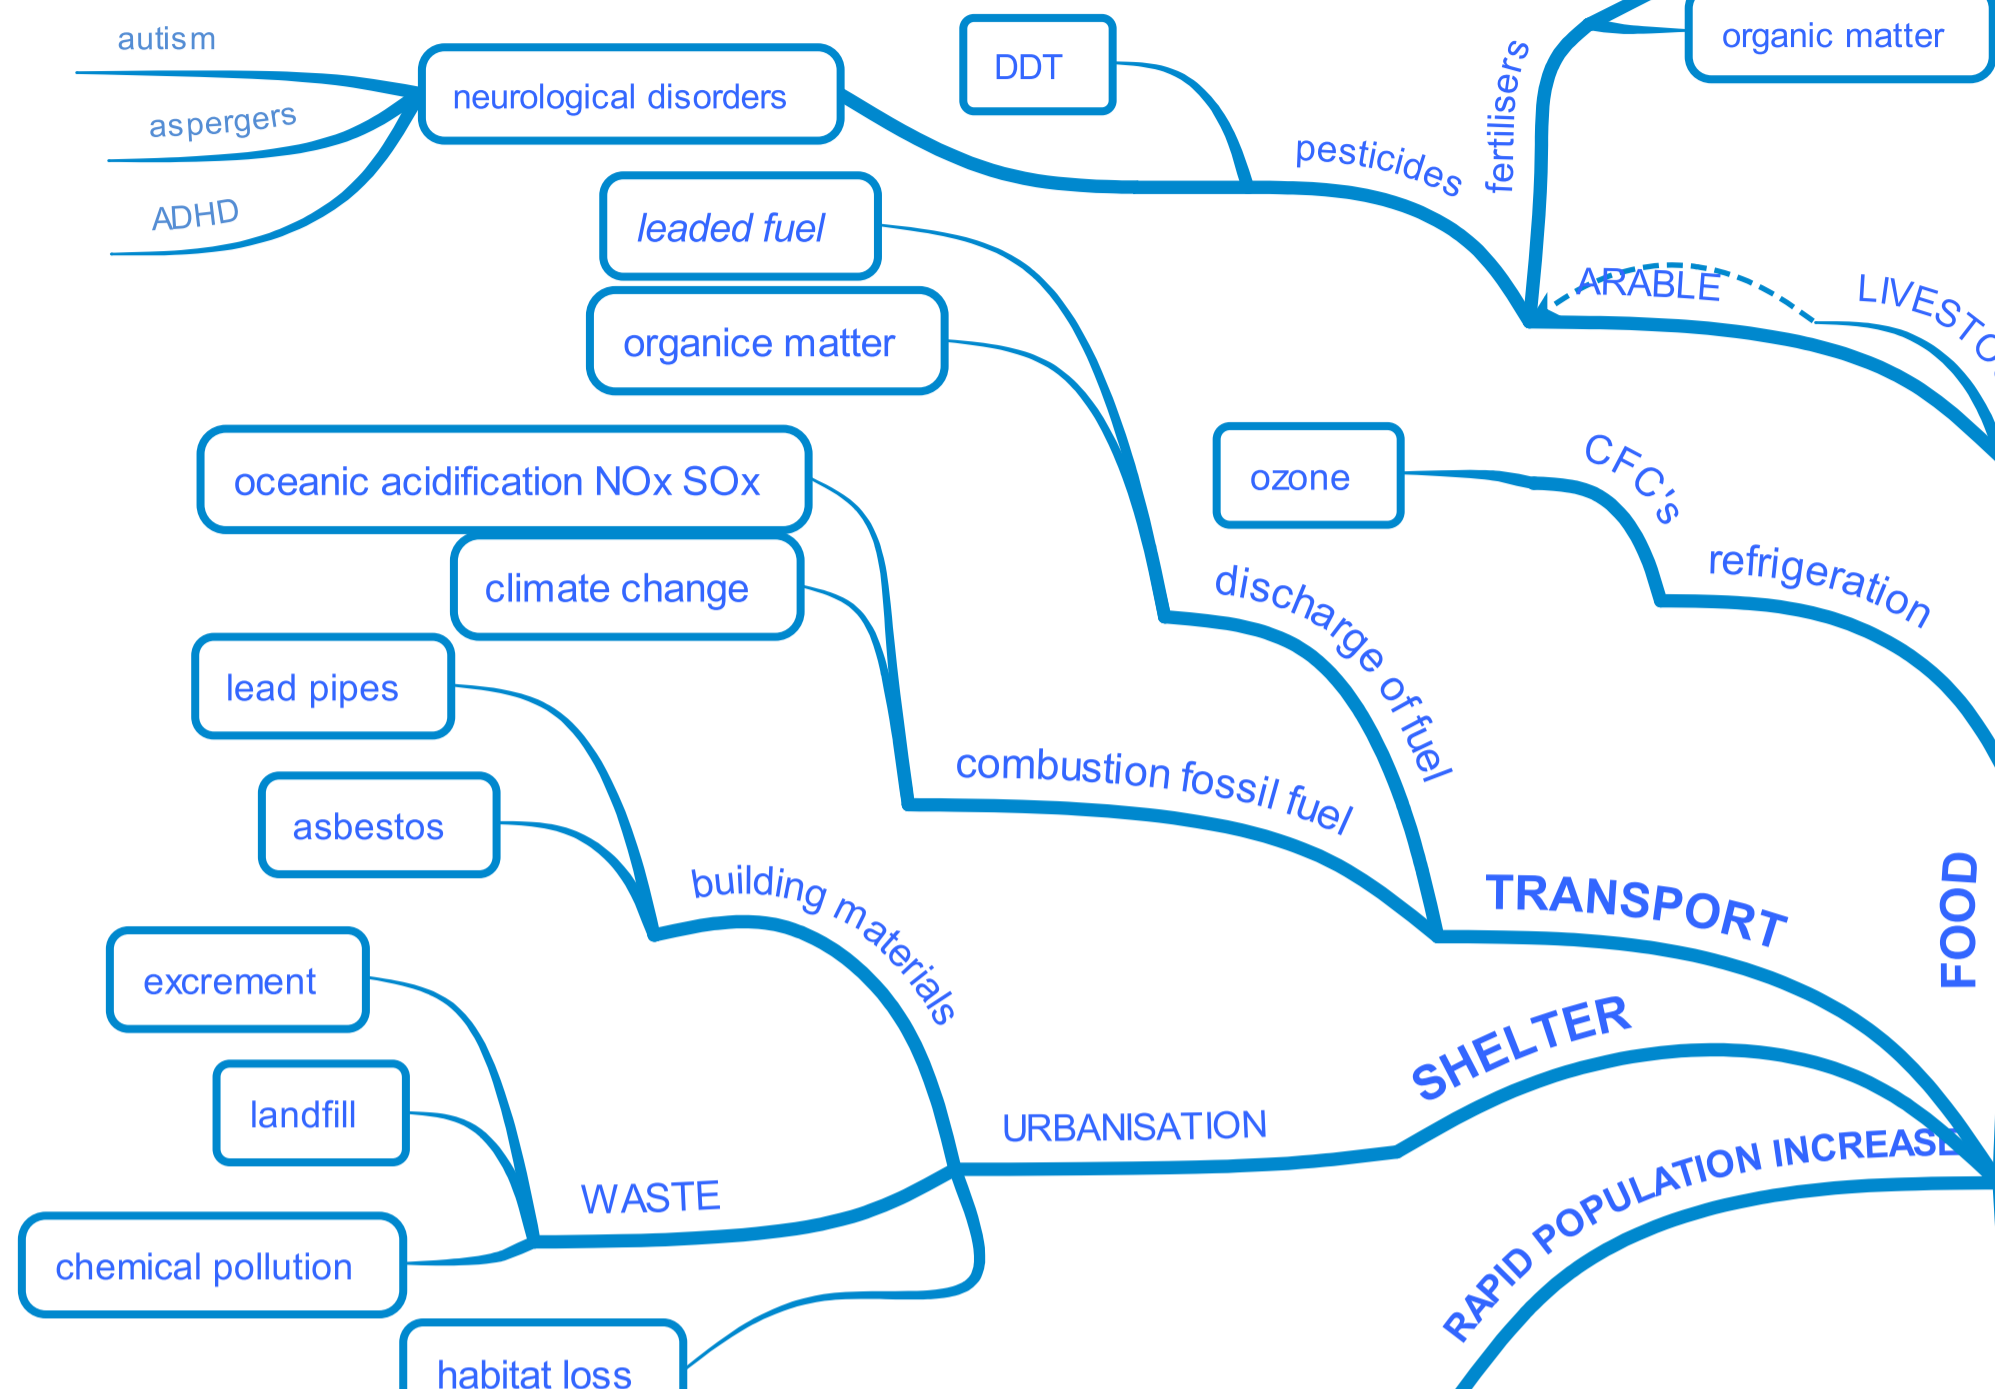 autism
aspergers
ADHD
neurological disorders
DDT
pesticides
fertilisers
organic matter
leaded fuel
organice matter
ARABLE
oceanic acidification NOx SOx
climate change
ozone
CFC's
refrigeration
discharge of fuel
lead pipes
asbestos
combustion fossil fuel
building materials
TRANSPORT
FOOD
excrement
SHELTER
landfill
URBANISATION
WASTE
RAPID POPULATION INCREASE
chemical pollution
habitat loss